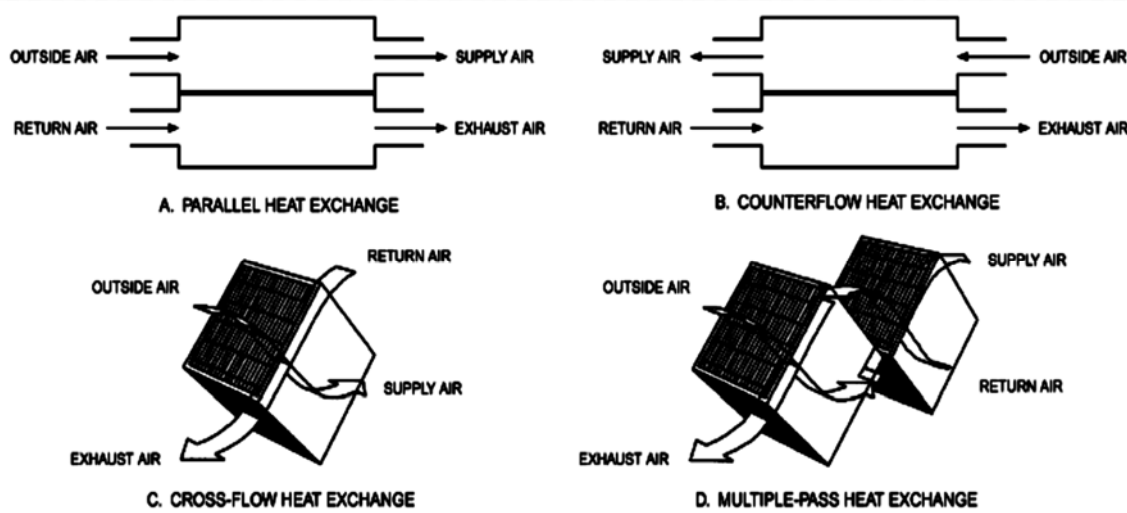 OUTSIDE AIR
SUPPLY AIR
RETURN AIR
EXHAUST AIR
A. PARALLEL HEAT EXCHANGE
SUPPLY AIR
OUTSIDE AIR
RETURN AIR
EXHAUST AIR
B. COUNTERFLOW HEAT EXCHANGE
RETURN AIR
OUTSIDE AIR
SUPPLY AIR
EXHAUST AIR
C. CROSS-FLOW HEAT EXCHANGE
SUPPLY AIR
OUTSIDE AIR
RETURN AIR
EXHAUST AIR
D. MULTIPLE-PASS HEAT EXCHANGE